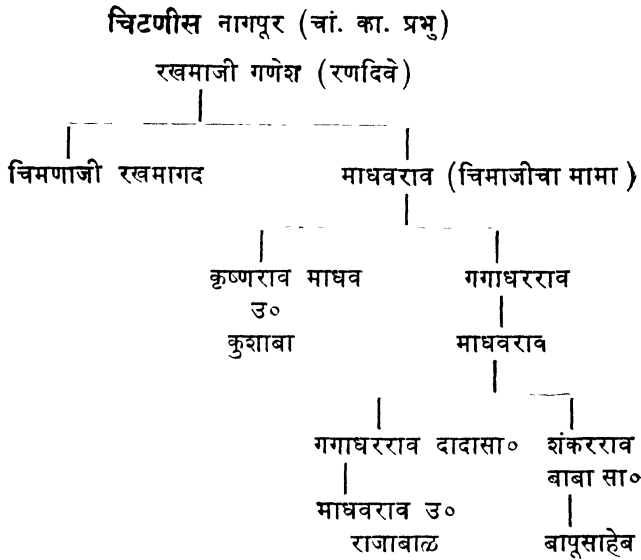 चिटणीस नागपूर (चां. का. प्रभु)
रखमाजी गणेश (रणदिवे)
चिमणाजी रखमागद माधवराव (चिमाजीचा मामा)
कृष्णराव माधव गगाधरराव
उ०
कुशाबा माधवराव
गगाधरराव दादासा० शंकरराव
बाबा सा०
माधवराव उ०
राजाबाळ बापूसाहेब